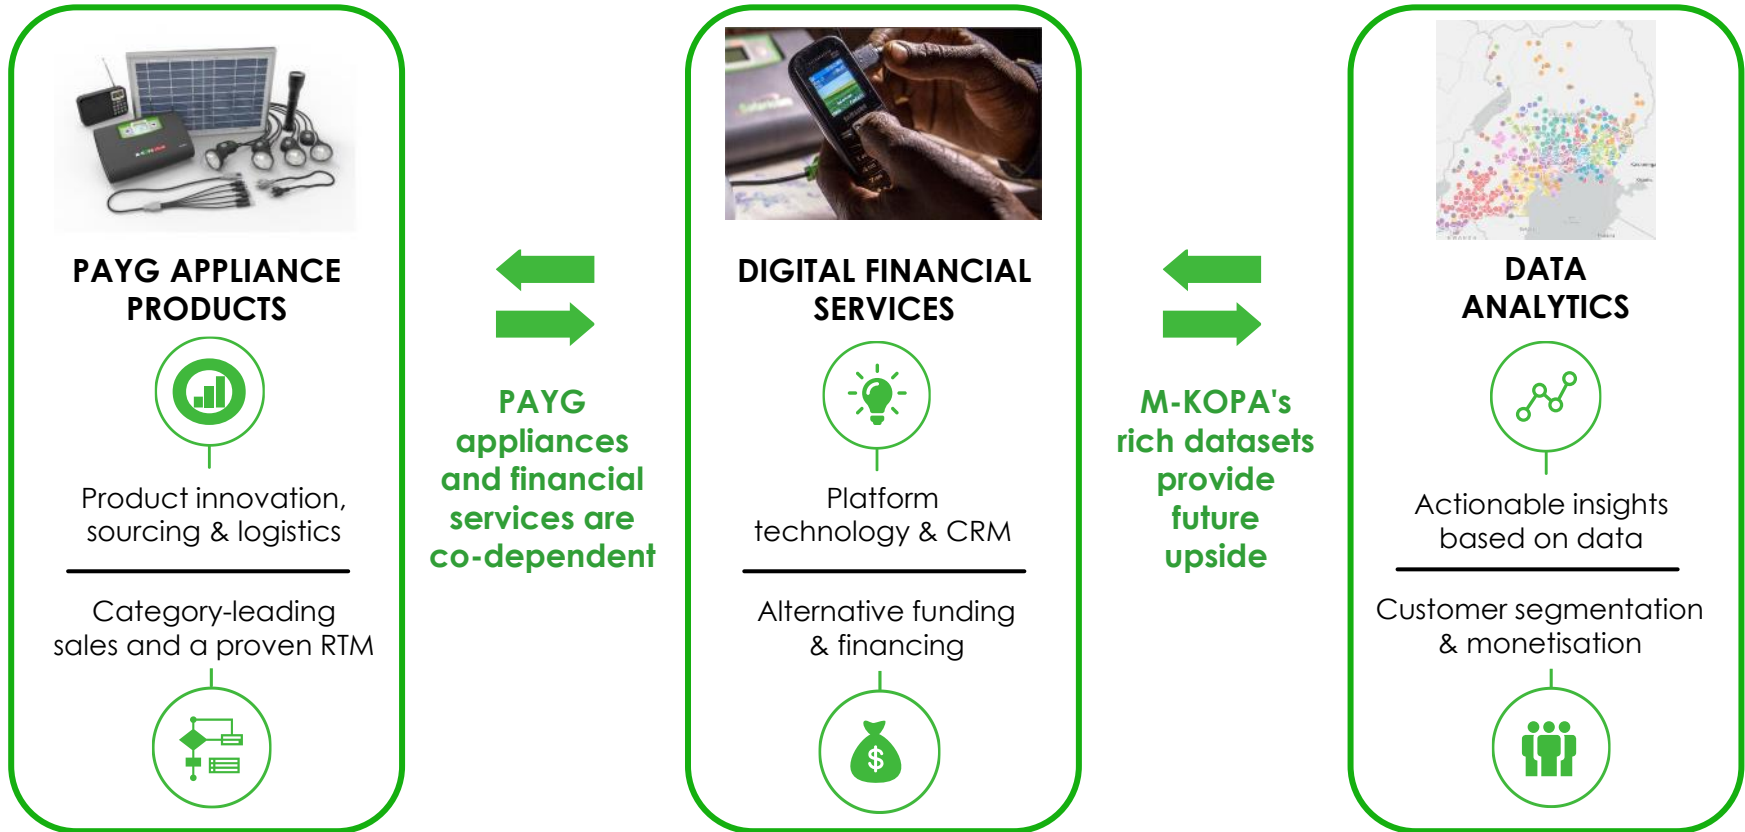 PAYG APPLIANCE
PRODUCTS
Product innovation,
sourcing & logistics
Category-leading
sales and a proven RTM
PAYG
appliances
and financial
services are
co-dependent
DIGITAL FINANCIAL
SERVICES
Platform
technology & CRM
Alternative funding
& financing
$
M-KOPA's
rich datasets
provide
future
upside
DATA
ANALYTICS
Actionable insights
based on data
Customer segmentation
& monetisation